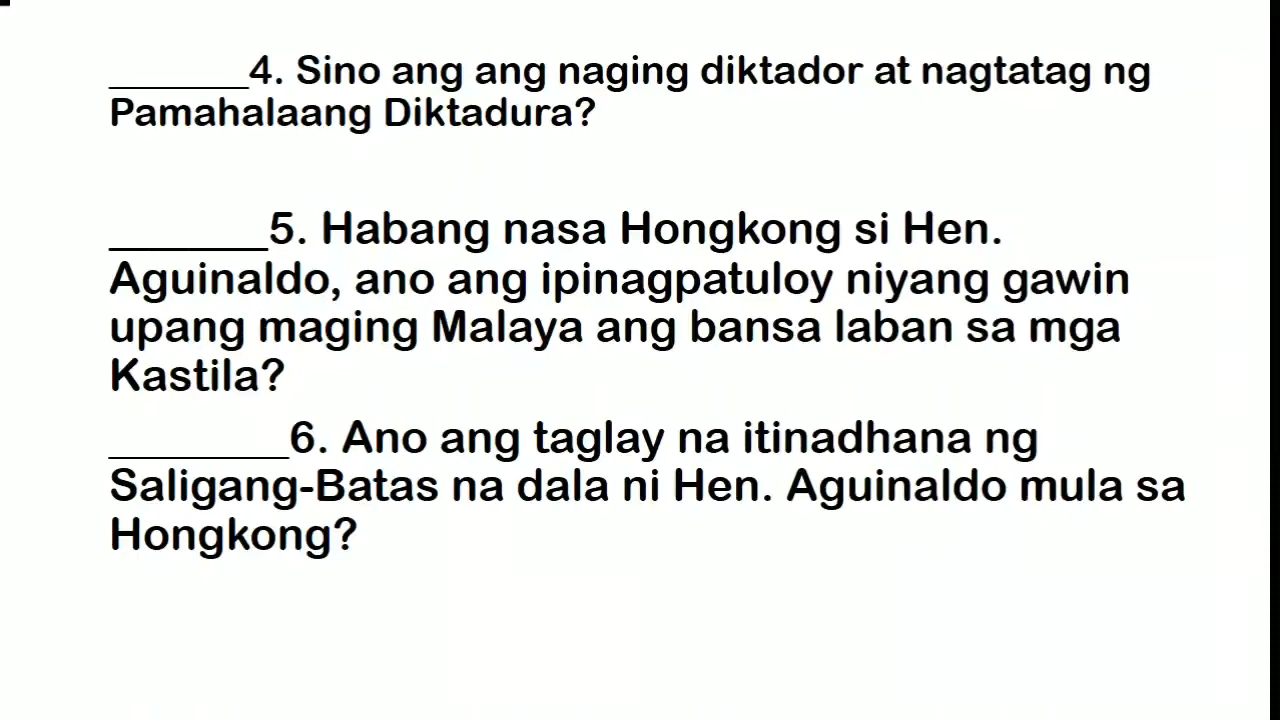 _______4. Sino ang ang naging diktador at nagtatag ng
Pamahalaang Diktadura?
_______5. Habang nasa Hongkong si Hen.
Aguinaldo, ano ang ipinagpatuloy niyang gawin
upang maging Malaya ang bansa laban sa mga
Kastila?
________6. Ano ang taglay na itinadhana ng
Saligang-Batas na dala ni Hen. Aguinaldo mula sa
Hongkong?